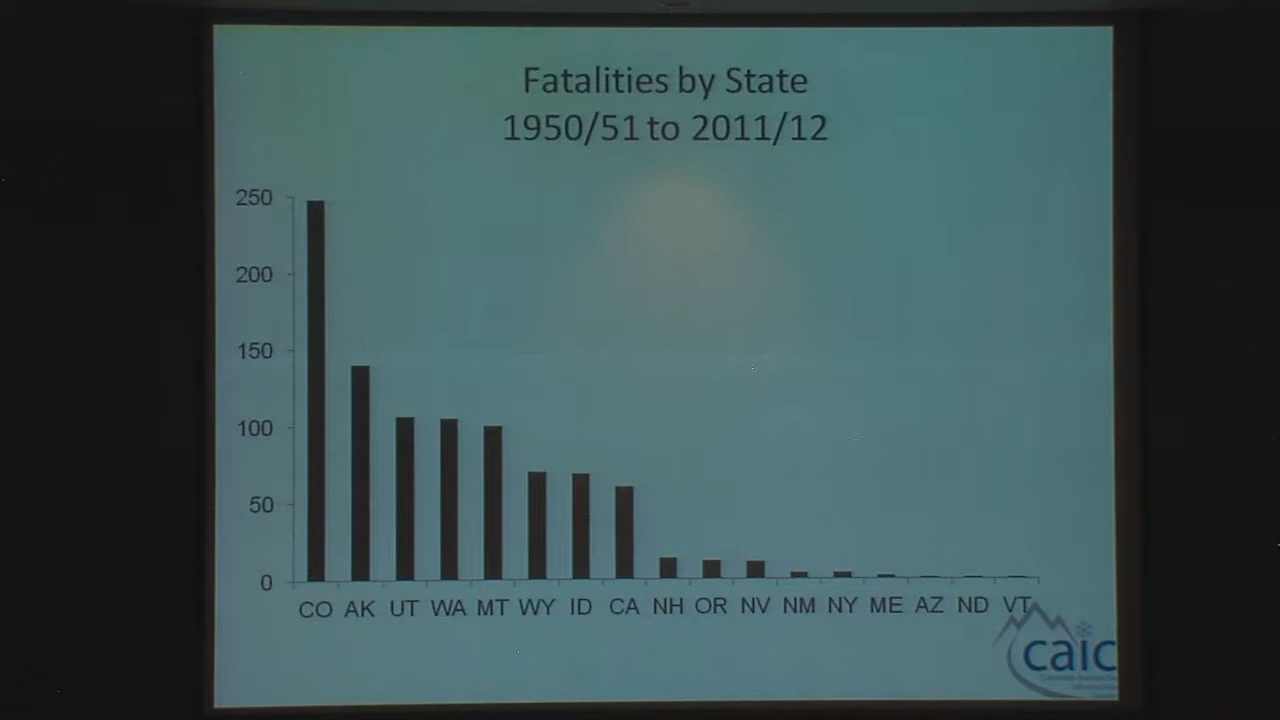 Fatalities by State
1950/51 to 2011/12
250
200
150
100
50
0
CO AK UT WA MT WY ID CA NH OR NV NM NY ME AZ ND VT
caic